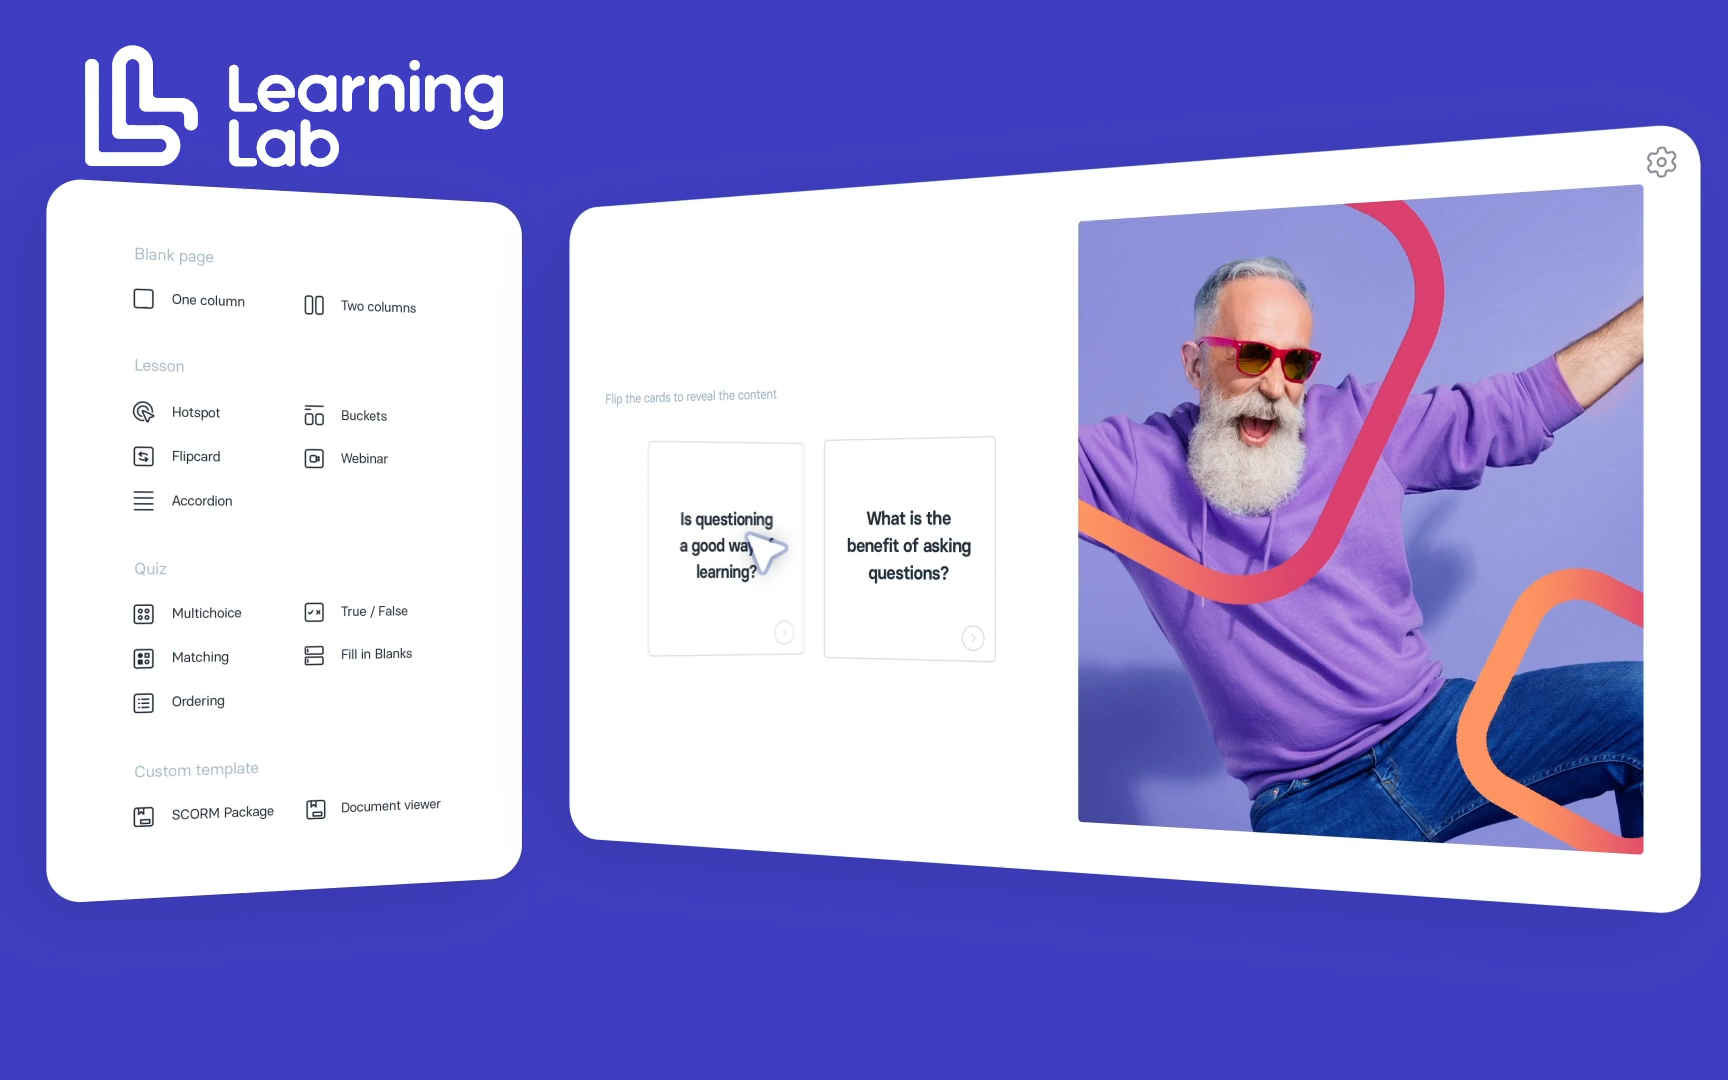 Learning
Lab
Blank page
One column
Two columns
Lesson
Hotspot
Buckets
Flipcard
Webinar
Accordion
Quiz
Multichoice
True / False
Matching
Fill in Blanks
Ordering
Custom template
SCORM Package
Document viewer
Flip the cards to reveal the content
Is questioning
a good way
learning?
What is the
benefit of asking
questions?